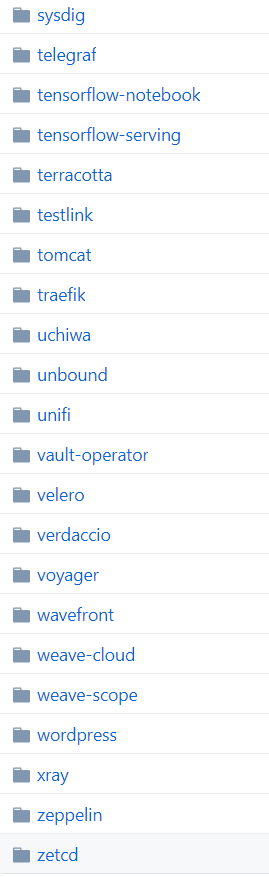 sysdig
telegraf
tensorflow-notebook
tensorflow-serving
terracotta
testlink
tomcat
traefik
uchiwa
unbound
unifi
vault-operator
velero
verdaccio
voyager
wavefront
weave-cloud
weave-scope
wordpress
xray
zeppelin
zetcd